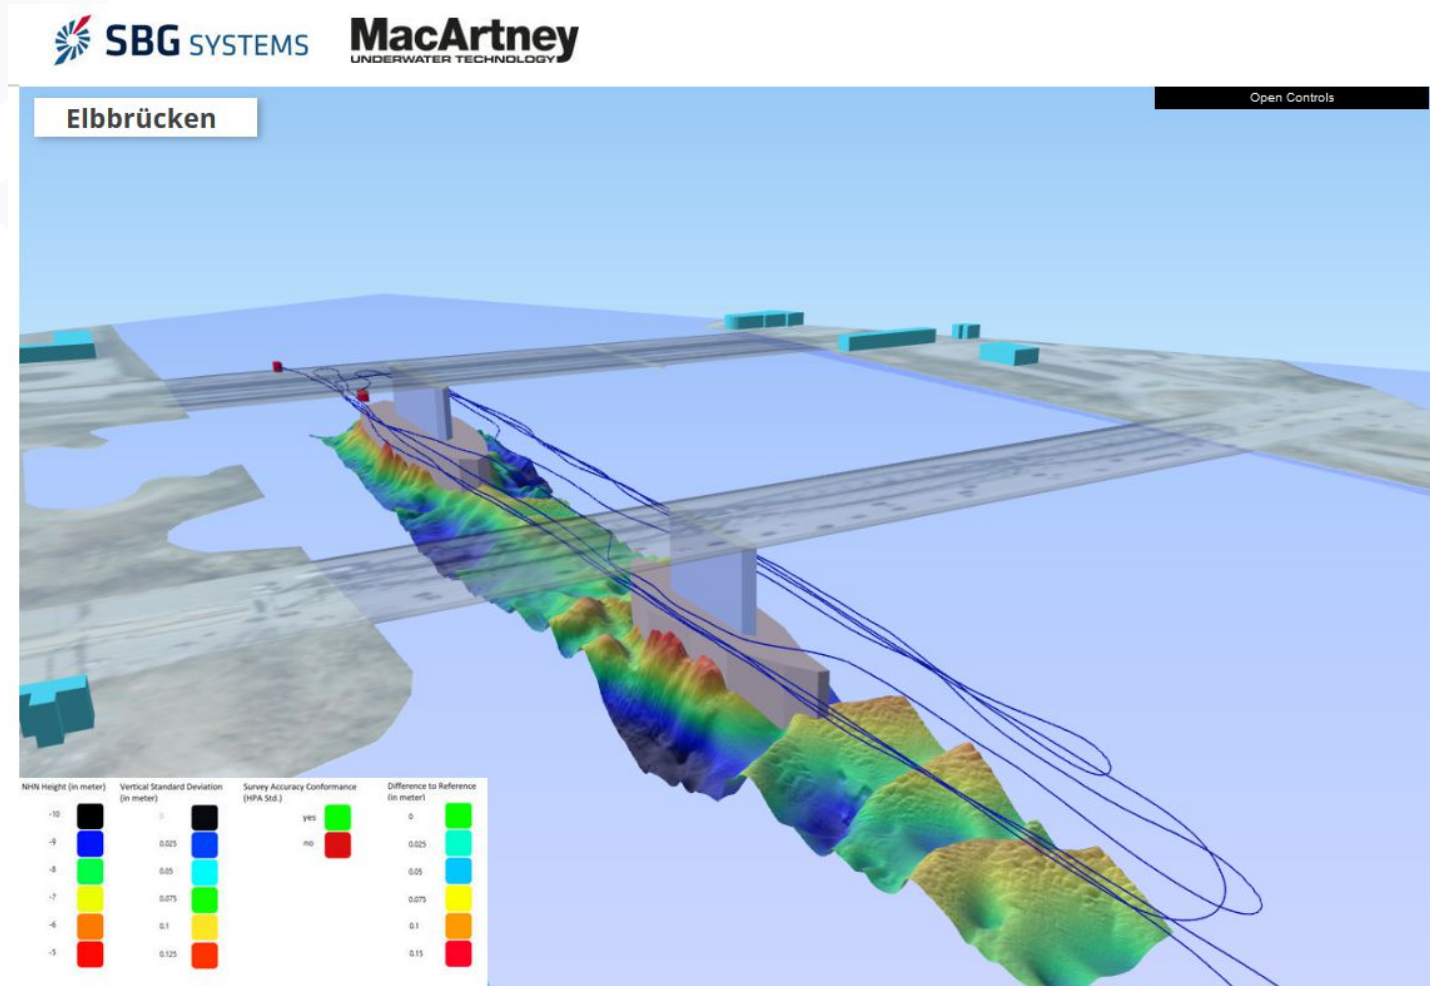 SBG SYSTEMS
MacArtney
UNDERWATER TECHNOLOGY
Elbbrücken
Open Controls
NHN Height (in meter)
-10
-9
-8
-7
-6
-5
Vertical Standard Deviation
(in meter)
0
0.025
0.05
0.075
0.1
0.125
Survey Accuracy Conformance
(HPA Std.)
yes
no
Difference to Reference
(in meter)
0
0.025
0.05
0.075
0.1
0.15